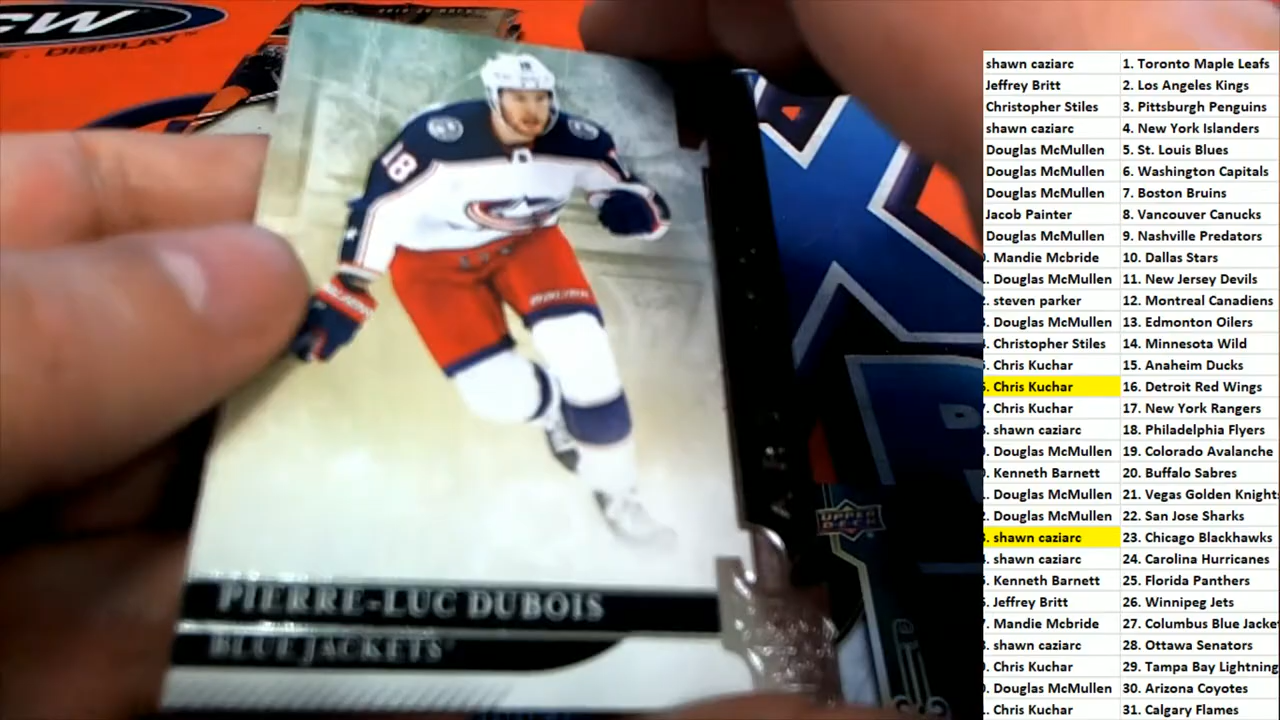 CW
DISPLAY
18
PIERRE-LUC DUBOIS
BLUE JACKETS
UPPER DECK
shawn caziarc 1. Toronto Maple Leafs
Jeffrey Britt 2. Los Angeles Kings
Christopher Stiles 3. Pittsburgh Penguins
shawn caziarc 4. New York Islanders
Douglas McMullen 5. St. Louis Blues
Douglas McMullen 6. Washington Capitals
Douglas McMullen 7. Boston Bruins
Jacob Painter 8. Vancouver Canucks
Douglas McMullen 9. Nashville Predators
. Mandie Mcbride 10. Dallas Stars
. Douglas McMullen 11. New Jersey Devils
. steven parker 12. Montreal Canadiens
. Douglas McMullen 13. Edmonton Oilers
. Christopher Stiles 14. Minnesota Wild
. Chris Kuchar 15. Anaheim Ducks
. Chris Kuchar 16. Detroit Red Wings
. Chris Kuchar 17. New York Rangers
. shawn caziarc 18. Philadelphia Flyers
. Douglas McMullen 19. Colorado Avalanche
. Kenneth Barnett 20. Buffalo Sabres
. Douglas McMullen 21. Vegas Golden Knight
. Douglas McMullen 22. San Jose Sharks
. shawn caziarc 23. Chicago Blackhawks
. shawn caziarc 24. Carolina Hurricanes
. Kenneth Barnett 25. Florida Panthers
. Jeffrey Britt 26. Winnipeg Jets
. Mandie Mcbride 27. Columbus Blue Jacke
. shawn caziarc 28. Ottawa Senators
. Chris Kuchar 29. Tampa Bay Lightning
. Douglas McMullen 30. Arizona Coyotes
. Chris Kuchar 31. Calgary Flames